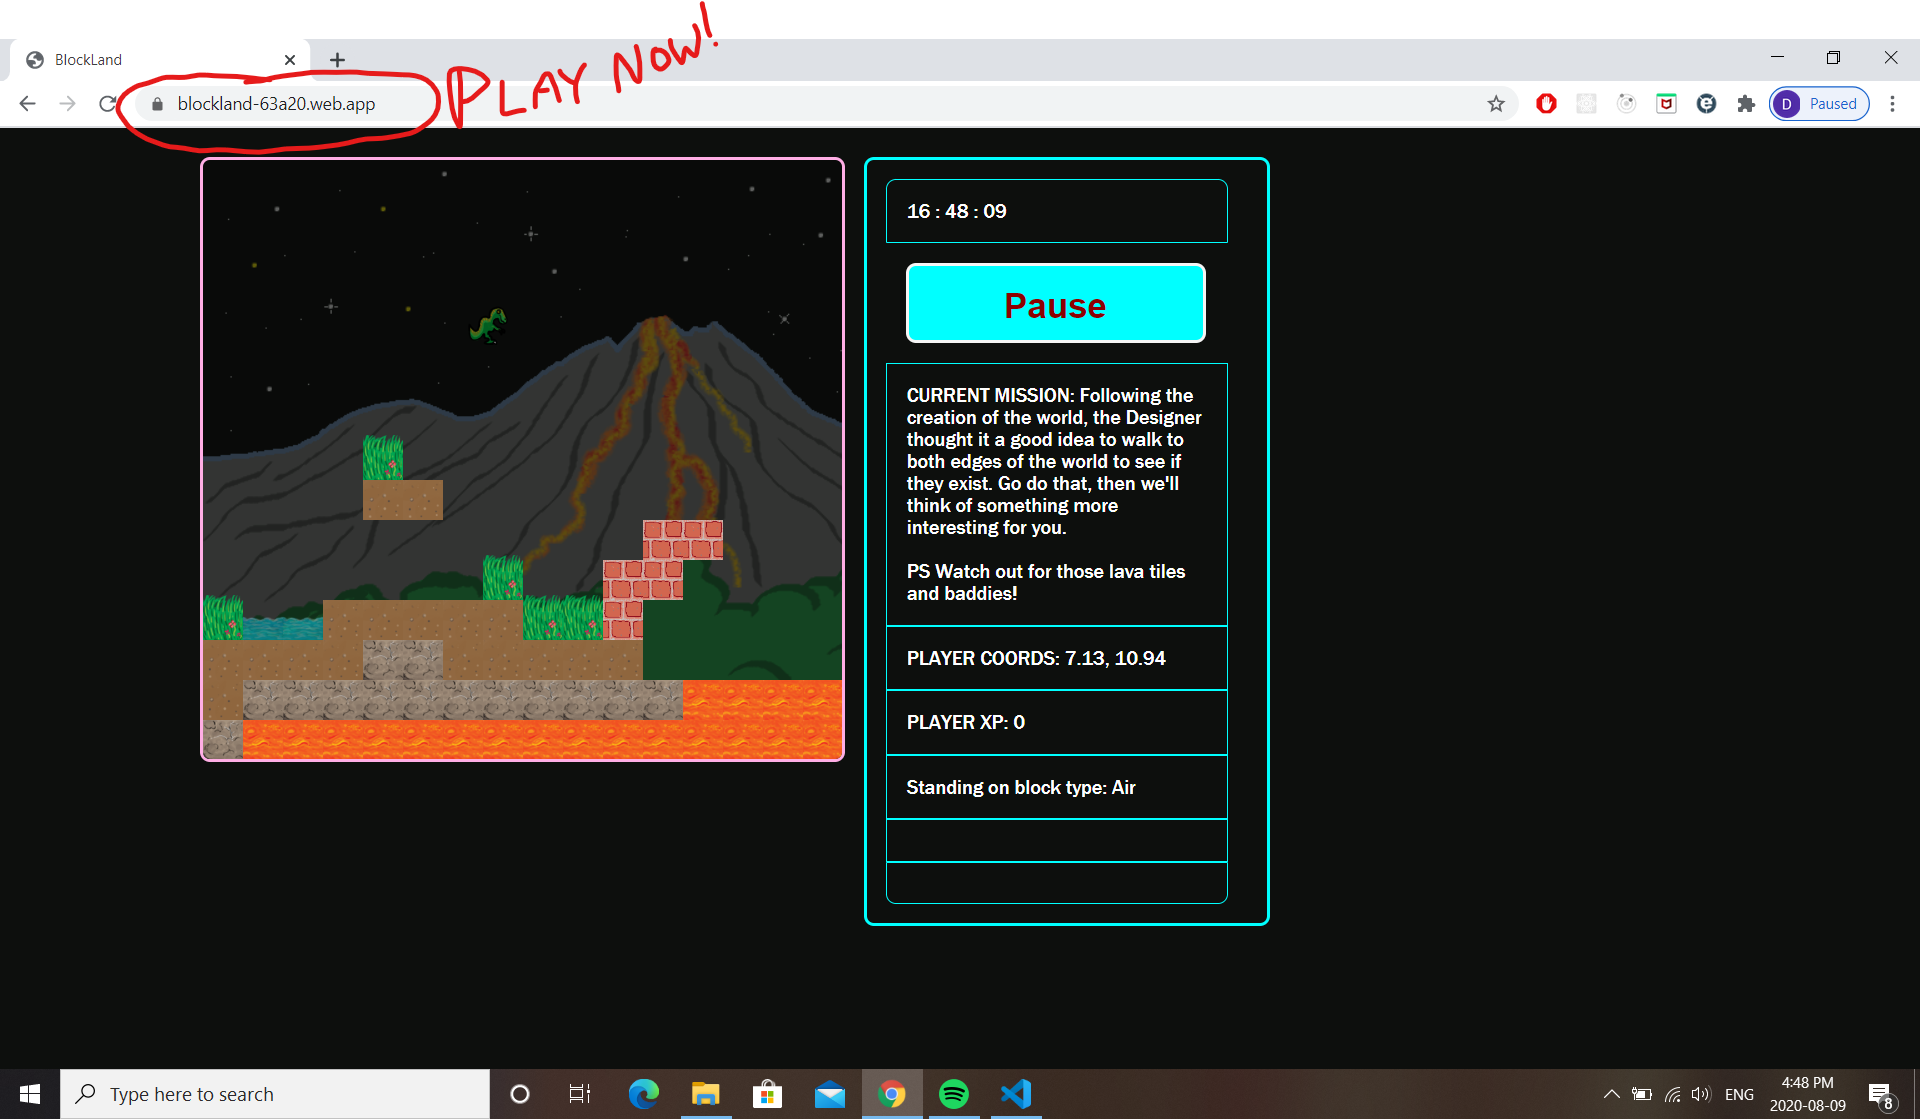 PLAY NOW!
BlockLand
blockland-63a20.web.app
D Paused
16 : 48 : 09
Pause
CURRENT MISSION: Following the
creation of the world, the Designer
thought it a good idea to walk to
both edges of the world to see if
they exist. Go do that, then we'll
think of something more
interesting for you.
PS Watch out for those lava tiles
and baddies!
PLAYER COORDS: 7.13, 10.94
PLAYER XP: 0
Standing on block type: Air
Type here to search
ENG
4:48 PM
2020-08-09
8